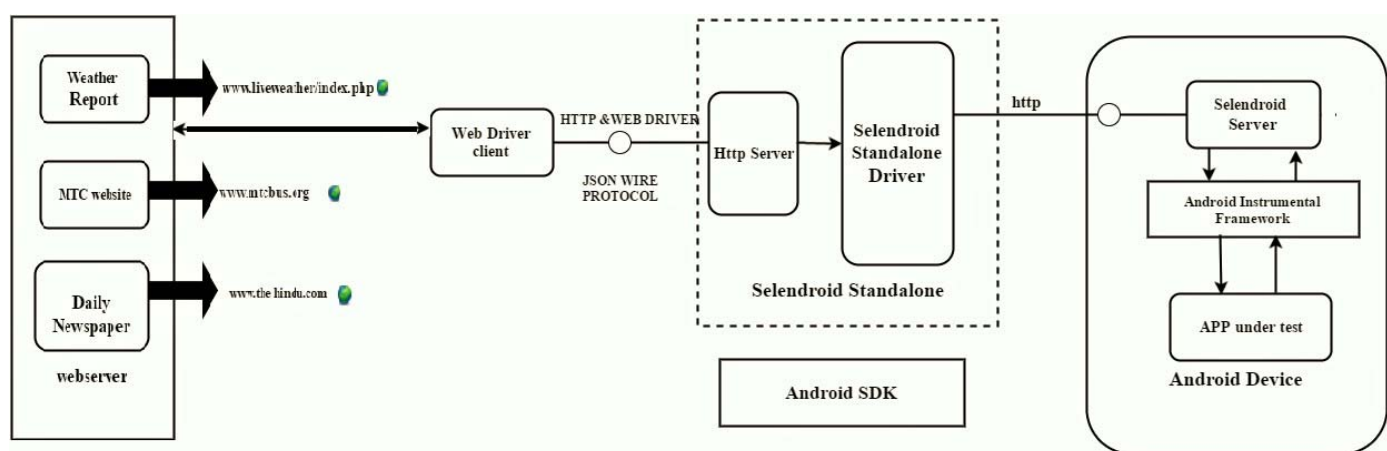 Weather
Report
www.liveweather/index.php
MTC website
www.mtcbus.org
Daily
Newspaper
www.thehindu.com
webserver
Web Driver
client
HTTP &WEB DRIVER
JSON WIRE
PROTOCOL
Http Server
Selendroid
Standalone
Driver
Selendroid Standalone
Android SDK
http
Selendroid
Server
Android Instrumental
Framework
APP under test
Android Device